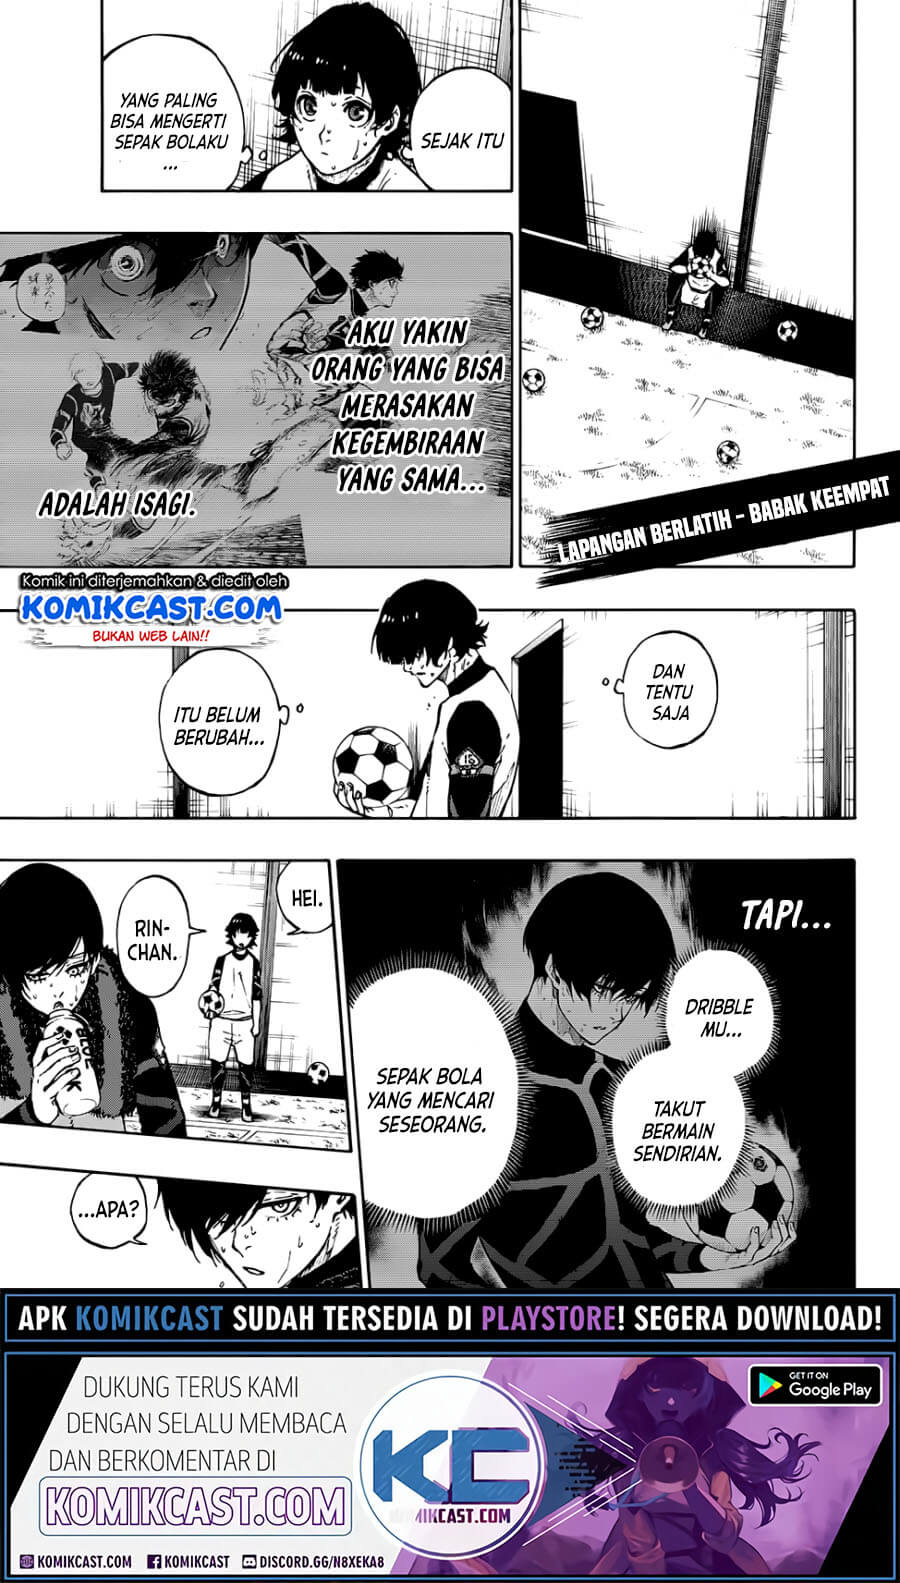 SEJAK ITU
YANG PALING
BISA MENGERTI
SEPAK BOLAKU
...
LAPANGAN BERLATIH - BABAK KEEMPAT
AKU YAKIN
ORANG YANG BISA
MERASAKAN
KEGEMBIRAAN
YANG SAMA...
ADALAH ISAGI.
Komik ini diterjemahkan & diedit oleh
KOMIKCAST.COM
BUKAN WEB LAIN!!
DAN
TENTU
SAJA
ITU BELUM
BERUBAH...
TAPI...
DRIBBLE
MU...
TAKUT
BERMAIN
SENDIRIAN.
SEPAK BOLA
YANG MENCARI
SESEORANG.
HEI.
RIN-
CHAN.
...APA?
APK KOMIKCAST SUDAH TERSEDIA DI PLAYSTORE! SEGERA DOWNLOAD!
DUKUNG TERUS KAMI
DENGAN SELALU MEMBACA
DAN BERKOMENTAR DI
KOMIKCAST.COM
KC
KOMIKCAST.COM
GET IT ON
Google Play
KOMIKCAST.COM KOMIKCAST DISCORD.GG/N8XEKA8